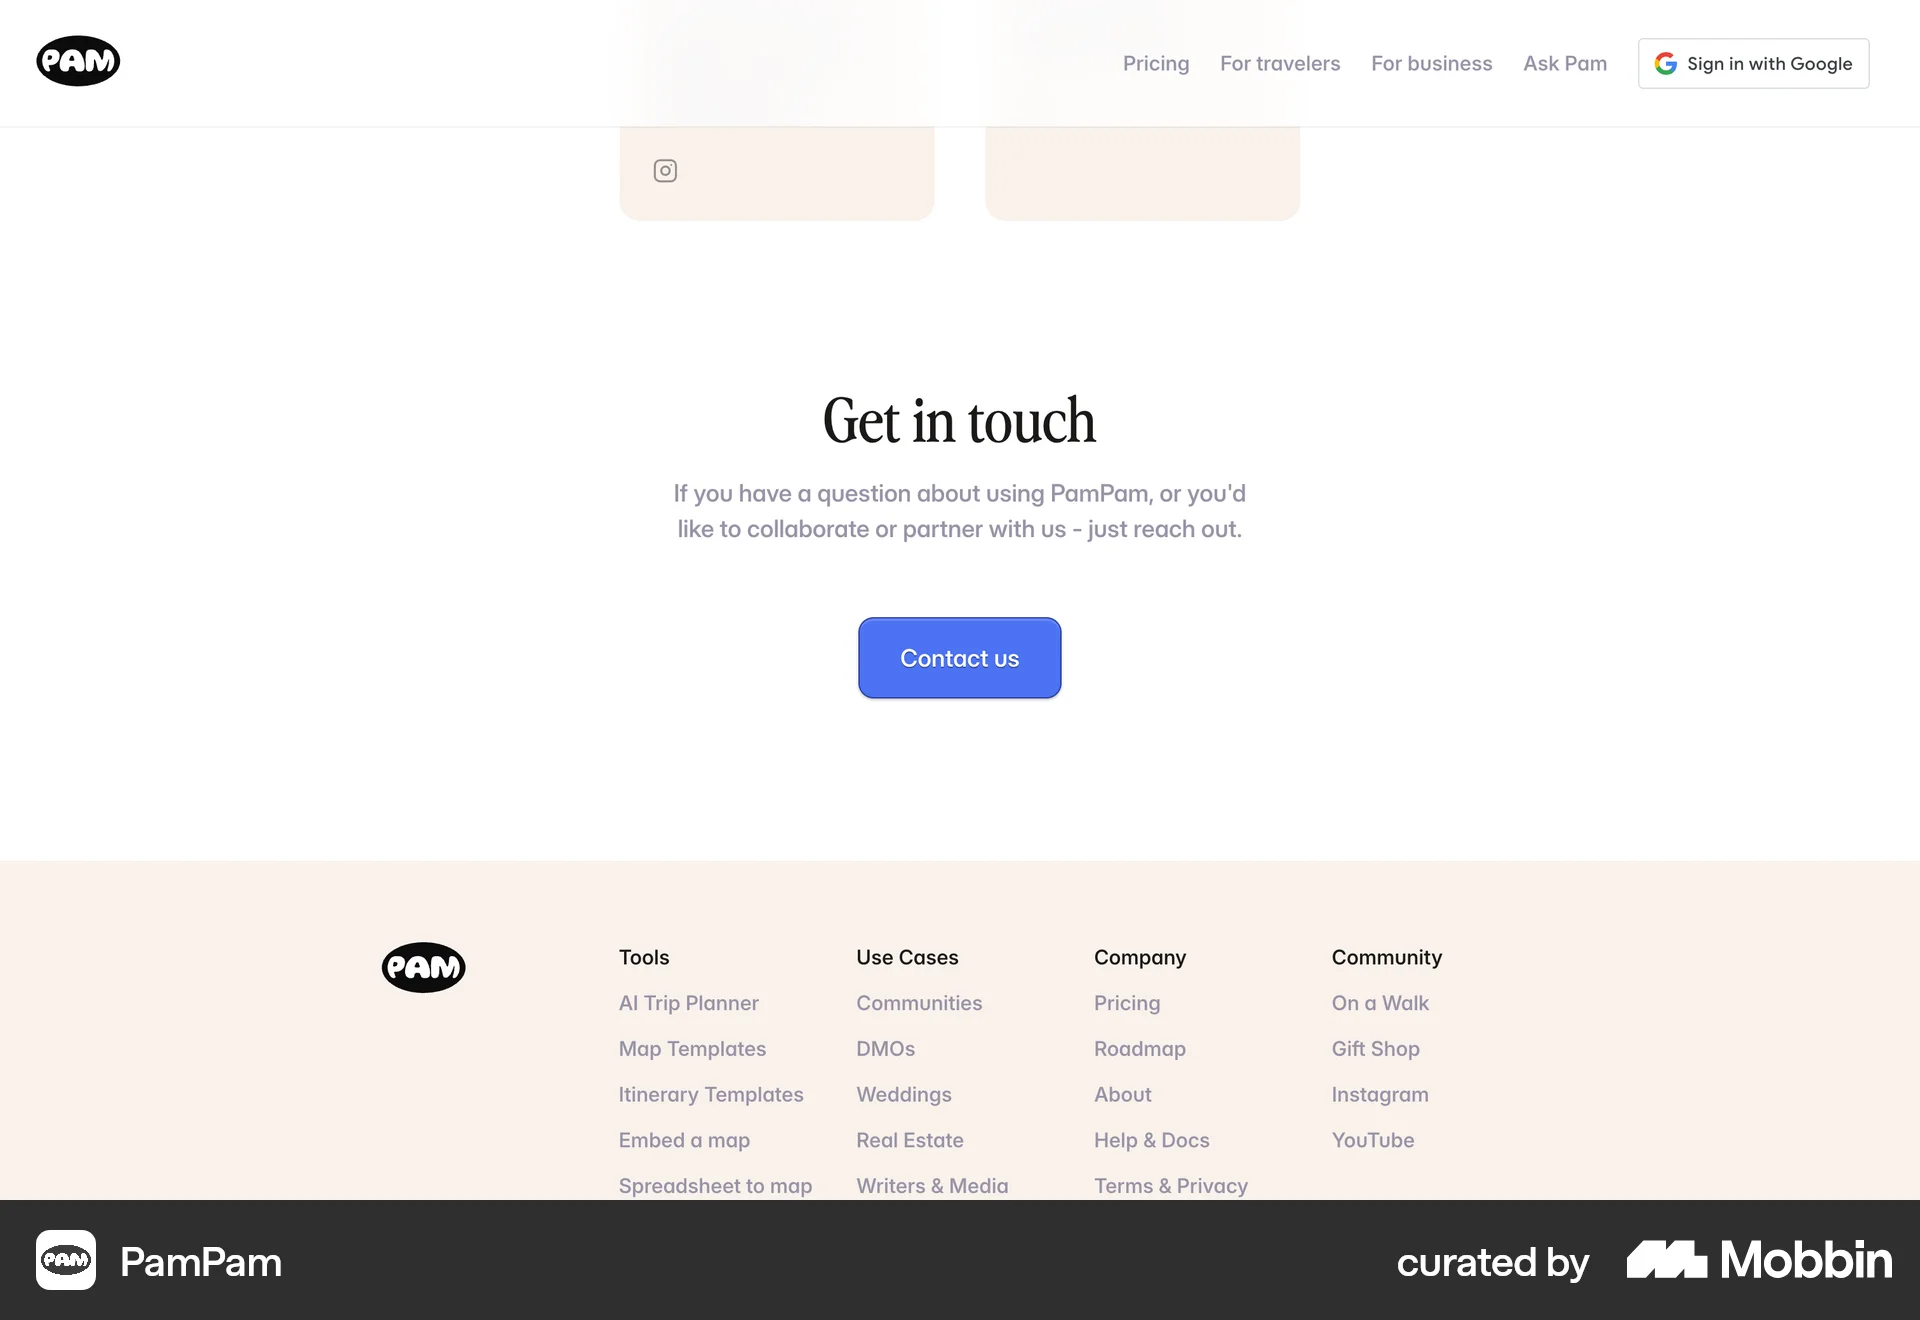 PAM
Pricing
For travelers
For business
Ask Pam
Sign in with Google
Get in touch
If you have a question about using PamPam, or you'd
like to collaborate or partner with us - just reach out.
Contact us
PAM
Tools
AI Trip Planner
Map Templates
Itinerary Templates
Embed a map
Spreadsheet to map
Use Cases
Communities
DMOs
Weddings
Real Estate
Writers & Media
Company
Pricing
Roadmap
About
Help & Docs
Terms & Privacy
Community
On a Walk
Gift Shop
Instagram
YouTube
PAM
PamPam
curated by
Mobbin